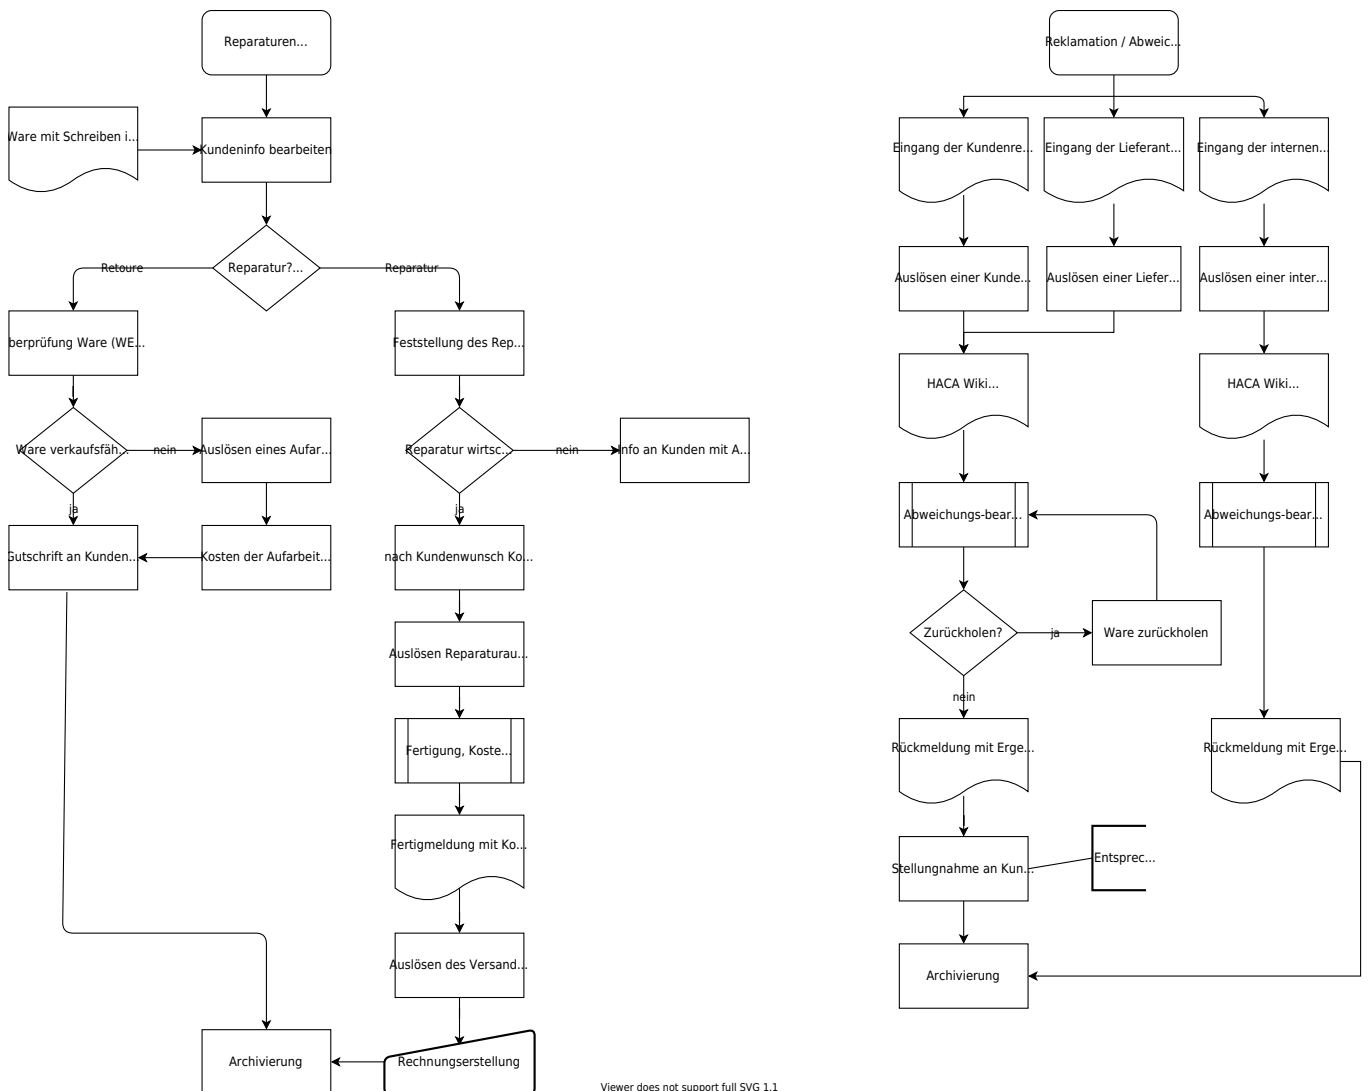 Reparaturen...
Ware mit Schreiben i...
Kundeninfo bearbeiten
Reparatur?...
Retoure
Reparatur
berprüfung Ware (WE...
Feststellung des Rep...
Ware verkaufsfäh...
nein
Auslösen eines Aufar...
Reparatur wirtsc...
nein
Info an Kunden mit A...
ja
ja
Gutschrift an Kunden...
Kosten der Aufarbeit...
nach Kundenwunsch Ko...
Auslösen Reparaturau...
Fertigung, Koste...
Fertigmeldung mit Ko...
Auslösen des Versand...
Archivierung
Rechnungserstellung
Reklamation / Abweic...
Eingang der Kundenre...
Eingang der Lieferant...
Eingang der internen...
Auslösen einer Kunde...
Auslösen einer Liefer...
Auslösen einer inter...
HACA Wiki...
HACA Wiki...
Abweichungs-bear...
Abweichungs-bear...
Zurückholen?
ja
Ware zurückholen
nein
Rückmeldung mit Erge...
Rückmeldung mit Erge...
Stellungnahme an Kun...
Entsprec...
Archivierung
Viewer does not support full SVG 1.1